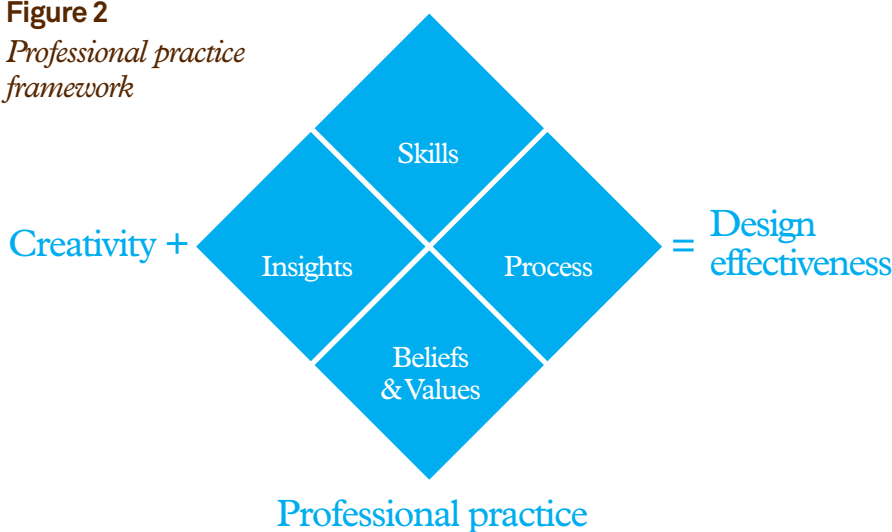 Figure 2
Professional practice
framework
Skills
Creativity +
Insights
Process
= Design
effectiveness
Beliefs
& Values
Professional practice